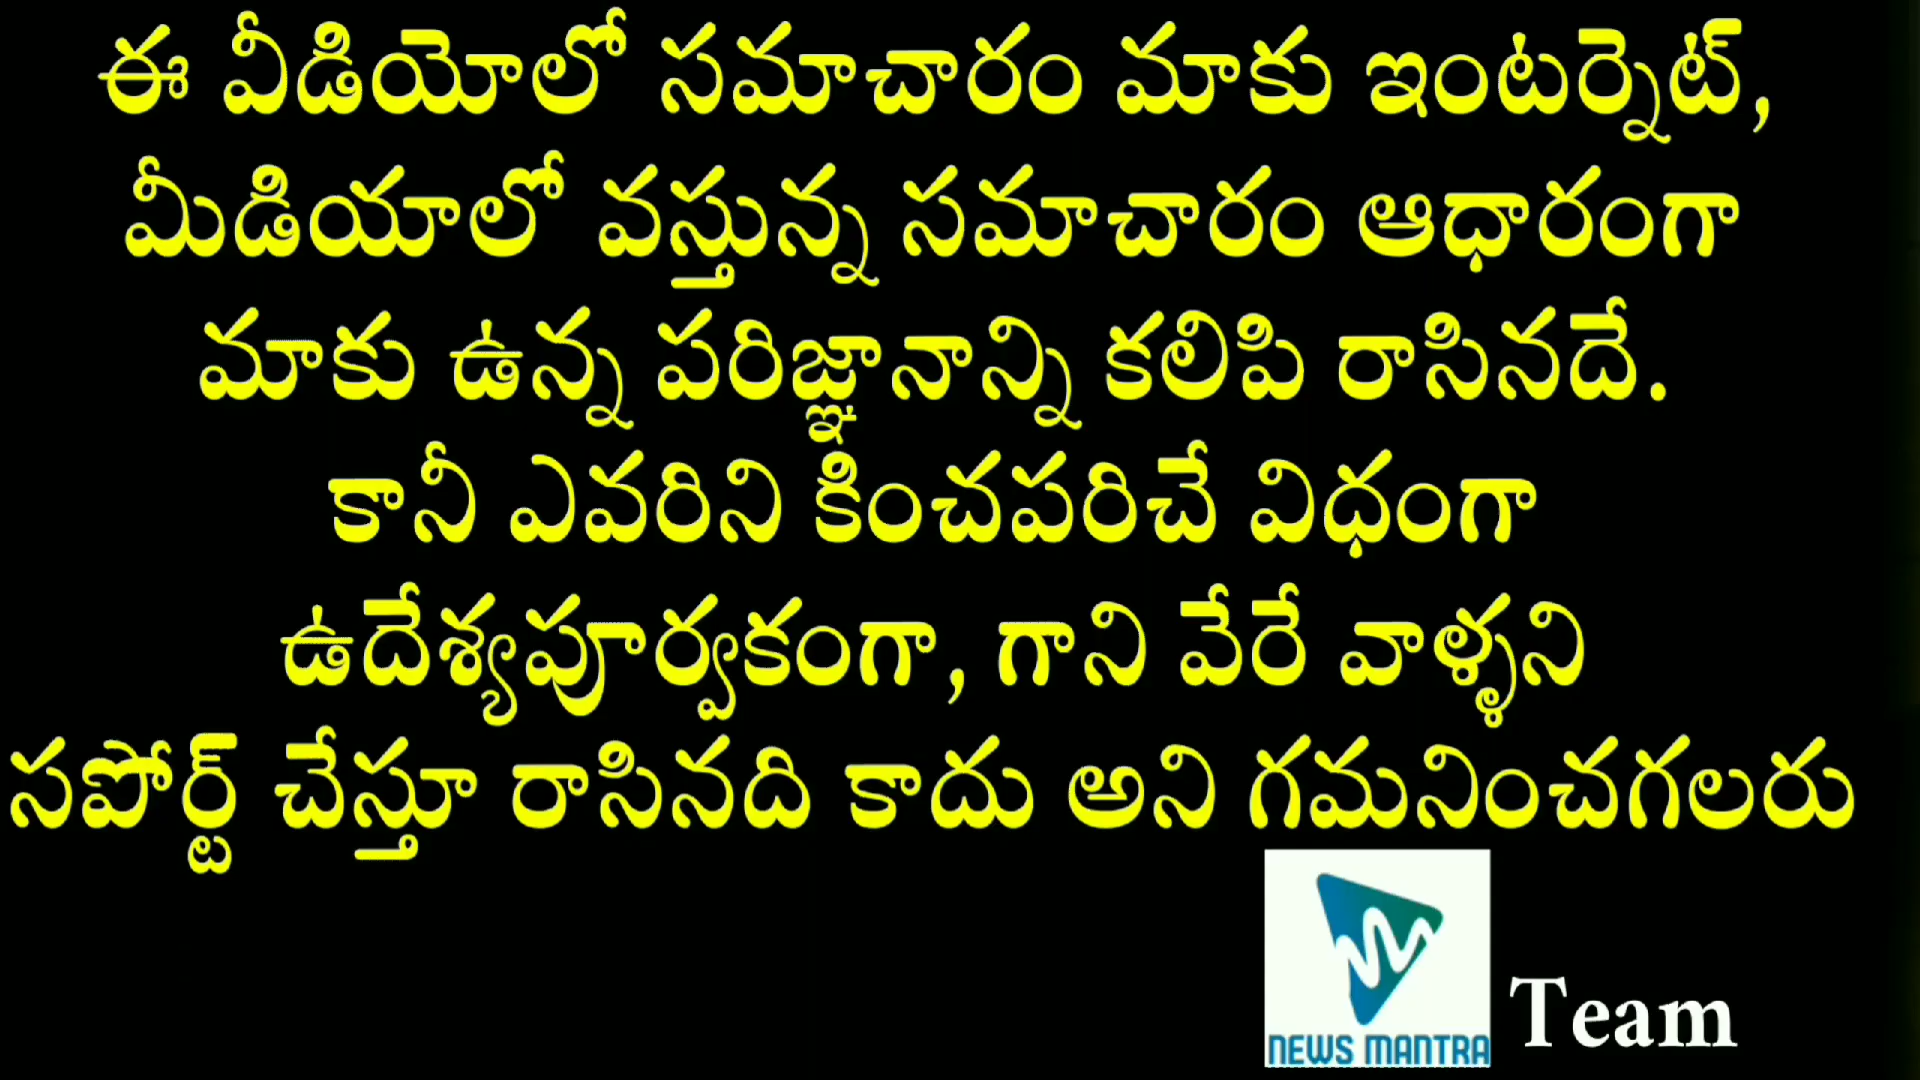 ఈ వీడియోలో సమాచారం మాకు ఇంటర్నెట్,
మీడియాలో వస్తున్న సమాచారం ఆధారంగా
మాకు ఉన్న పరిజ్ఞానాన్ని కలిపి రాసినదే.
కానీ ఎవరిని కించపరిచే విధంగా
ఉదేశ్యపూర్వకంగా, గాని వేరే వాళ్ళని
సపోర్ట్ చేస్తూ రాసినది కాదు అని గమనించగలరు
NEWS MANTRA Team